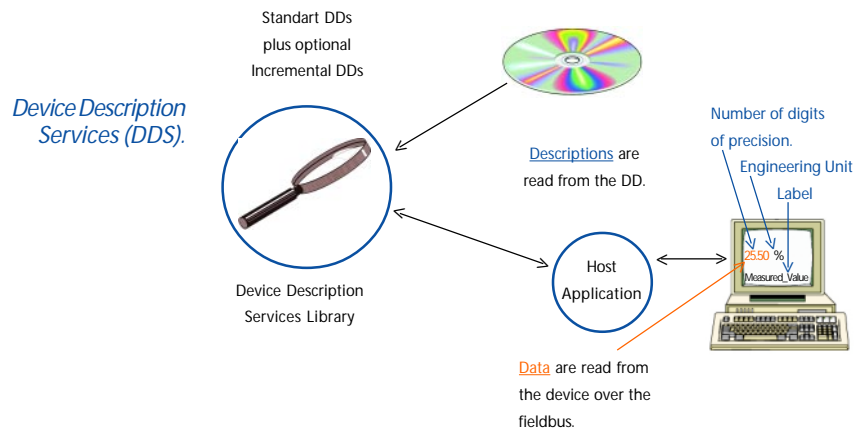 Standart DDs
plus optional
Incremental DDs
Device Description
Services (DDS).
Number of digits
of precision.
Engineering Unit
Label
Descriptions are
read from the DD.
25.50 %
Measured_Value
Host
Application
Device Description
Services Library
Data are read from
the device over the
fieldbus.